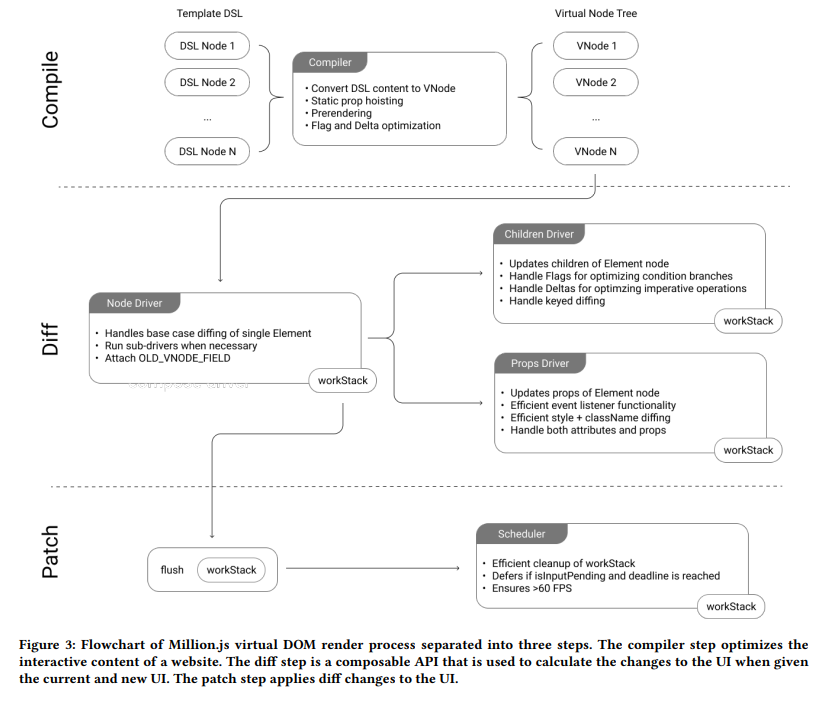 Template DSL
Virtual Node Tree
Compile
DSL Node 1
DSL Node 2
...
DSL Node N
Compiler
• Convert DSL content to VNode
• Static prop hoisting
• Prerendering
• Flag and Delta optimization
VNode 1
VNode 2
...
VNode N
Diff
Node Driver
• Handles base case diffing of single Element
• Run sub-drivers when necessary
• Attach OLD_VNODE_FIELD
workStack
Children Driver
• Updates children of Element node
• Handle Flags for optimizing condition branches
• Handle Deltas for optimzing imperative operations
• Handle keyed diffing
workStack
Props Driver
• Updates props of Element node
• Efficient event listener functionality
• Efficient style + className diffing
• Handle both attributes and props
workStack
Patch
flush workStack
Scheduler
• Efficient cleanup of workStack
• Defers if isInputPending and deadline is reached
• Ensures >60 FPS
workStack
Figure 3: Flowchart of Million.js virtual DOM render process separated into three steps. The compiler step optimizes the
interactive content of a website. The diff step is a composable API that is used to calculate the changes to the UI when given
the current and new UI. The patch step applies diff changes to the UI.